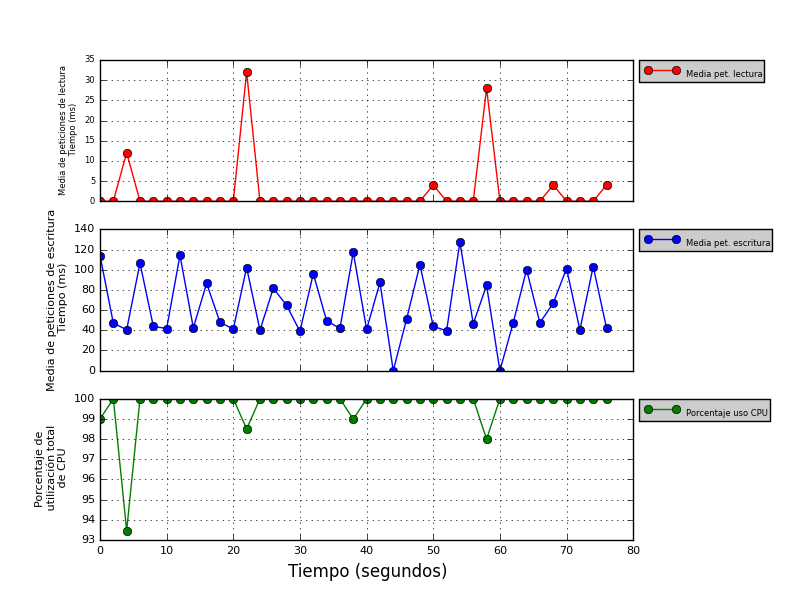 Media de peticiones de lectura
Tiempo (ms)
35
30
25
20
15
10
5
0
Media pet. lectura
Media de peticiones de escritura
Tiempo (ms)
140
120
100
80
60
40
20
0
Media pet. escritura
Porcentaje de
utilización total
de CPU
100
99
98
97
96
95
94
93
Porcentaje uso CPU
0 10 20 30 40 50 60 70 80
Tiempo (segundos)